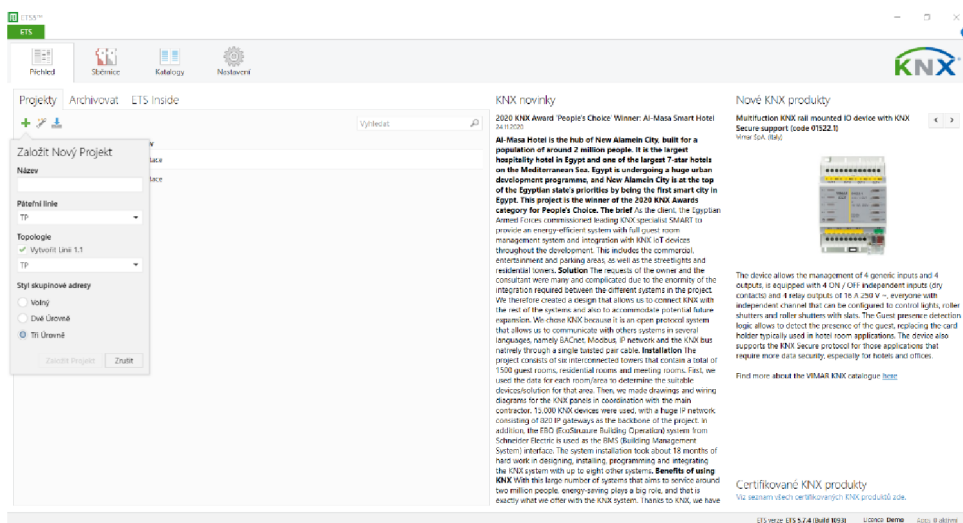 ETS5™
ETS
Přehled
Sběrnice
Katalogy
Nastavení
KNX
Projekty Archivovat ETS Inside
Vyhledat
Založit Nový Projekt
Název
Páteřní linie
TP
Topologie
Vytvořit Linii 1.1
TP
Styl skupinové adresy
Volný
Dvě Úrovně
Tři Úrovně
Založit Projekt Zrušit
KNX novinky
2020 KNX Award 'People's Choice' Winner: Al-Masa Smart Hotel
24.11.2020
Al-Masa Hotel is the hub of New Alamein City, built for a
population of around 2 million people. It is the largest
hospitality hotel in Egypt and one of the largest 7-star hotels
on the Mediterranean Sea. Egypt is undergoing a huge urban
development programme, and New Alamein City is at the top
of the Egyptian state's priorities by being the first smart city in
Egypt. This project is the winner of the 2020 KNX Awards
category for People's Choice. The brief As the client, the Egyptian
Armed Forces commissioned leading KNX specialist SMART to
provide an energy-efficient system with full guest room
management system and integration with KNX IoT devices
throughout the development. This includes the commercial,
entertainment and parking areas, as well as the streetlights and
residential towers. Solution The requests of the owner and the
consultant were many and complicated due to the enormity of the
integration required between the different systems in the project.
We therefore created a design that allows us to connect KNX with
the rest of the systems and also to accommodate potential future
expansion. We chose KNX because it is an open protocol system
that allows us to communicate with others systems in several
languages, namely BACnet, Modbus, IP network and the KNX bus
natively through a single twisted pair cable. Installation The
project consists of six interconnected towers that contain a total of
1500 guest rooms, residential rooms and meeting rooms. First, we
used the data for each room/area to determine the suitable
devices/solution for that area. Then, we made drawings and wiring
diagrams for the KNX panels in coordination with the main
contractor. 15,000 KNX devices were used, with a huge IP network
consisting of 820 IP gateways as the backbone of the project. In
addition, the EBO (EcoStruxure Building Operation) system from
Schneider Electric is used as the BMS (Building Management
System) interface. The system installation took about 18 months of
hard work in designing, installing, programming and integrating
the KNX system with up to eight other systems. Benefits of using
KNX With this large number of systems that aims to service around
two million people, energy-saving plays a big role, and that is
exactly what we offer with the KNX system. Thanks to KNX, we have
Nové KNX produkty
Multifuction KNX rail mounted IO device with KNX
Secure support (code 01522.1)
Vimar SpA (Italy)
The device allows the management of 4 generic inputs and 4
outputs, is equipped with 4 ON / OFF independent inputs (dry
contacts) and 4 relay outputs of 16 A 250 V ~, everyone with
independent channel that can be configured to control lights, roller
shutters and roller shutters with slats. The Guest presence detection
logic allows to detect the presence of the guest, replacing the card
holder typically used in hotel room applications. The device also
supports the KNX Secure protocol for those applications that
require more data security, especially for hotels and offices.
Find more about the VIMAR KNX catalogue here
Certifikované KNX produkty
Viz seznam všech certifikovaných KNX produktů zde.
ETS verze ETS 5.7.4 (Build 1093) Licence Demo Apps 0 aktivní